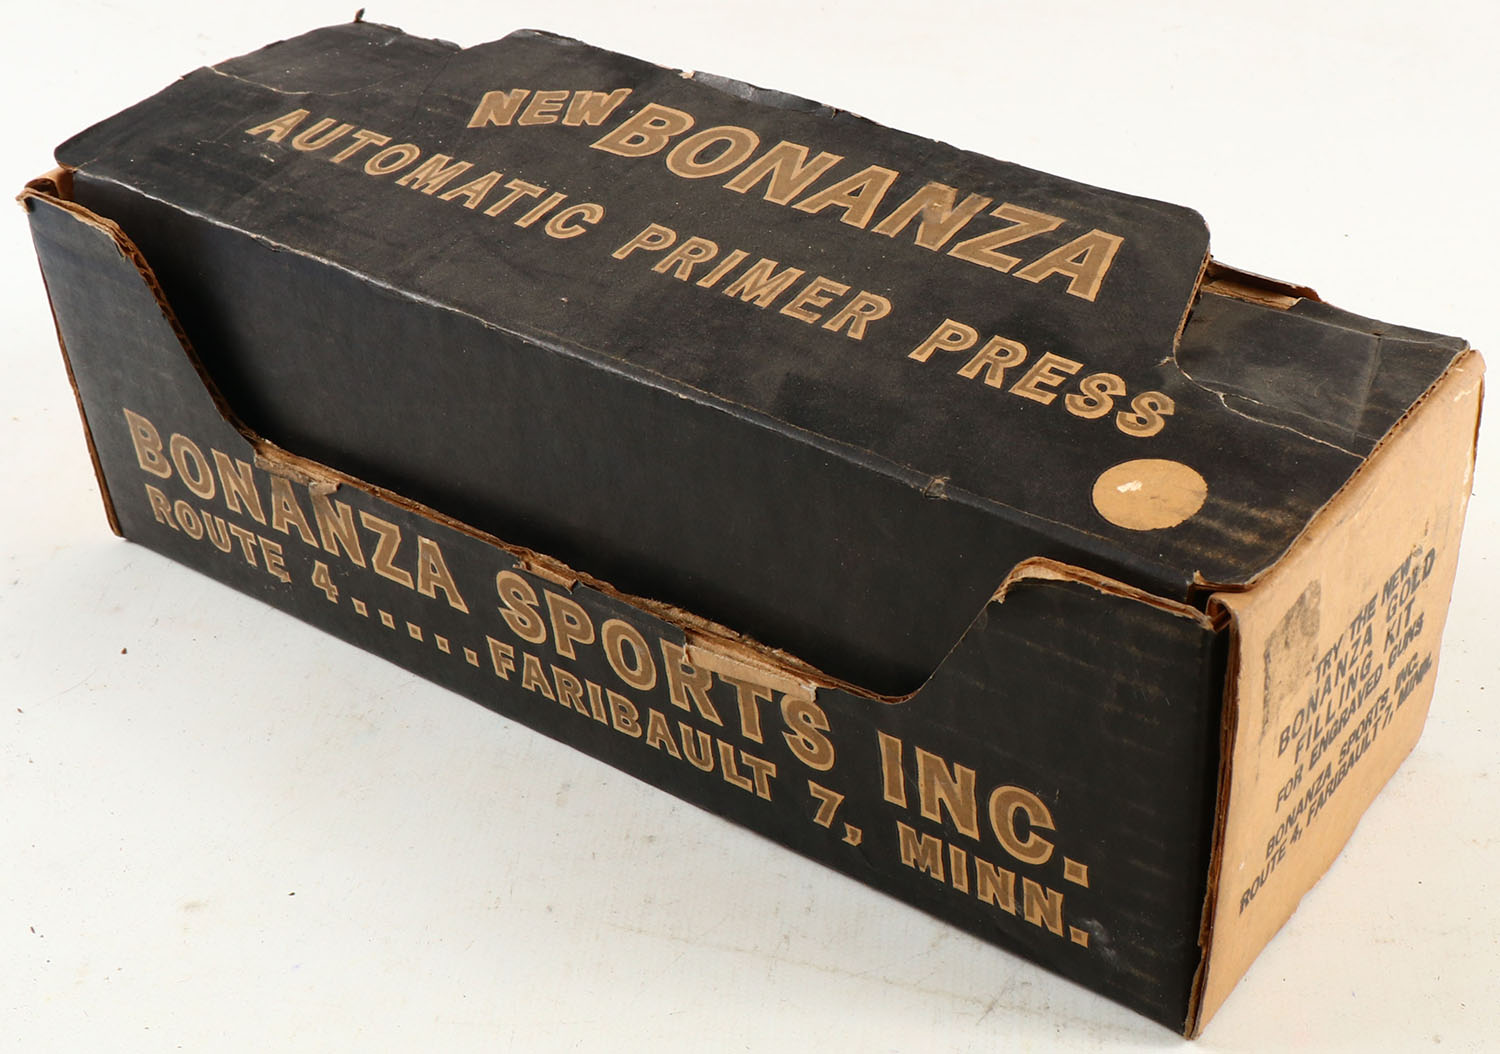 NEW BONANZA
AUTOMATIC PRIMER PRESS
BONANZA SPORTS INC.
ROUTE 4.....FARIBAULT 7, MINN.
TRY THE NEW
BONANZA GOLD
FILLING KIT
FOR ENGRAVED GUNS
BONANZA SPORTS, INC.
ROUTE 4, FARIBAULT 7, MINN.